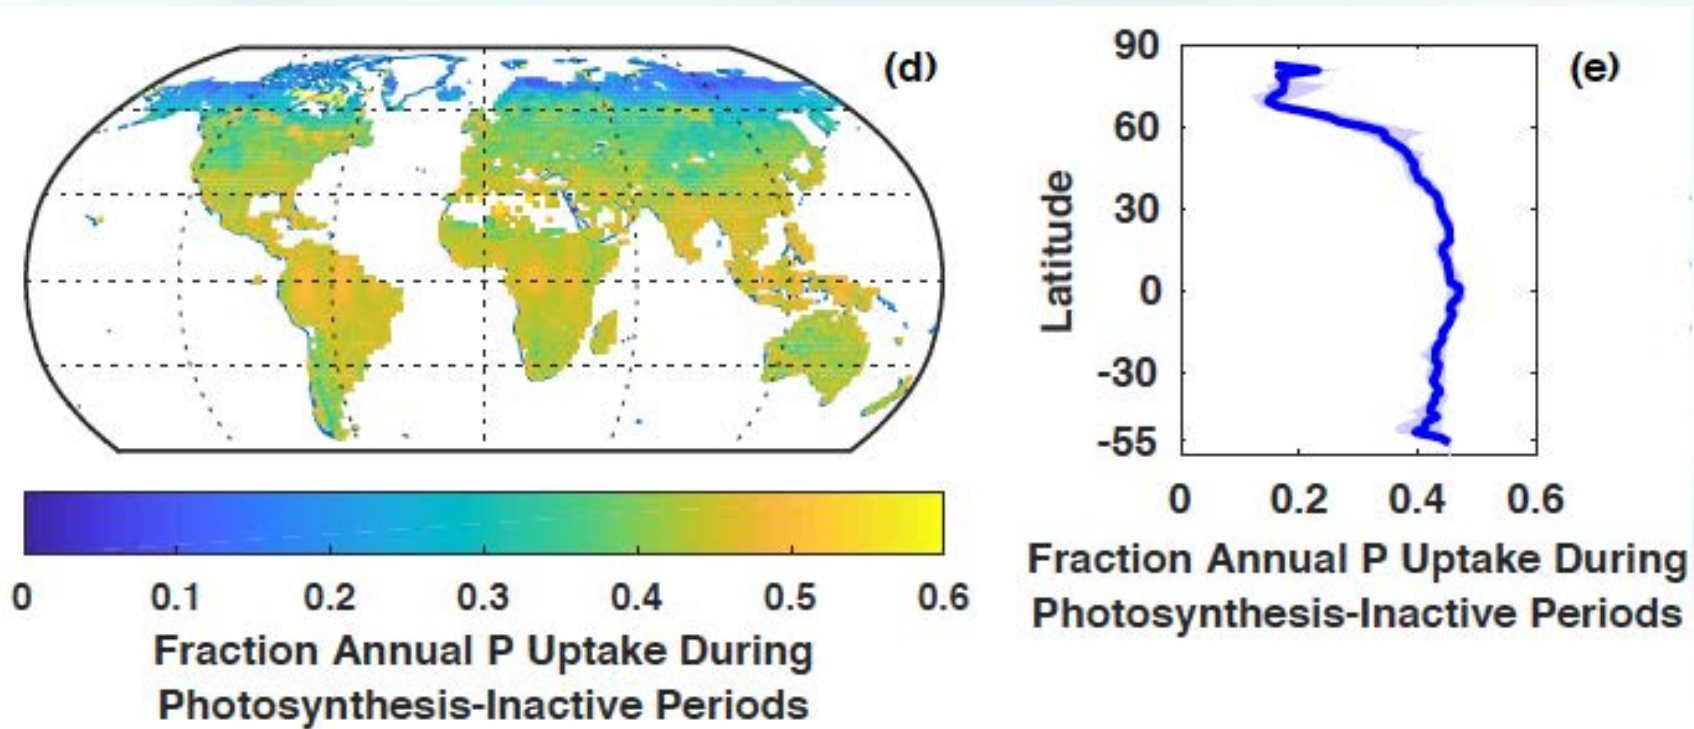 (d)
0 0.1 0.2 0.3 0.4 0.5 0.6
Fraction Annual P Uptake During
Photosynthesis-Inactive Periods
(e)
Latitude
90
60
30
0
-30
-55
0 0.2 0.4 0.6
Fraction Annual P Uptake During
Photosynthesis-Inactive Periods